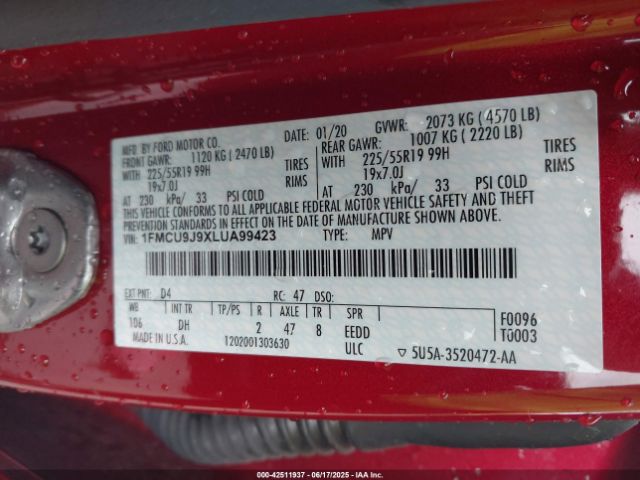 MFD. BY FORD MOTOR CO.
DATE: 01/20 GVWR: 2073 KG ( 4570 LB)
FRONT GAWR: 1120 KG ( 2470 LB)
REAR GAWR: 1007 KG ( 2220 LB)
WITH 225/55R19 99H TIRES
WITH 225/55R19 99H TIRES
19x7.0J RIMS
19x7.0J RIMS
AT 230 kPa/ 33 PSI COLD
AT 230 kPa/ 33 PSI COLD
THIS VEHICLE CONFORMS TO ALL APPLICABLE FEDERAL MOTOR VEHICLE SAFETY AND THEFT
PREVENTION STANDARDS IN EFFECT ON THE DATE OF MANUFACTURE SHOWN ABOVE.
VIN: 1FMCU9J9XLUA99423 TYPE: MPV
EXT PNT: D4 RC: 47 DSO:
WB INT TR TP/PS R AXLE TR SPR
106 DH 2 47 8 EEDD
F0096
T0003
MADE IN U.S.A. 1202001303630 ULC
5U5A-3520472-AA
000-42511937 - 06/17/2025 - IAA Inc.